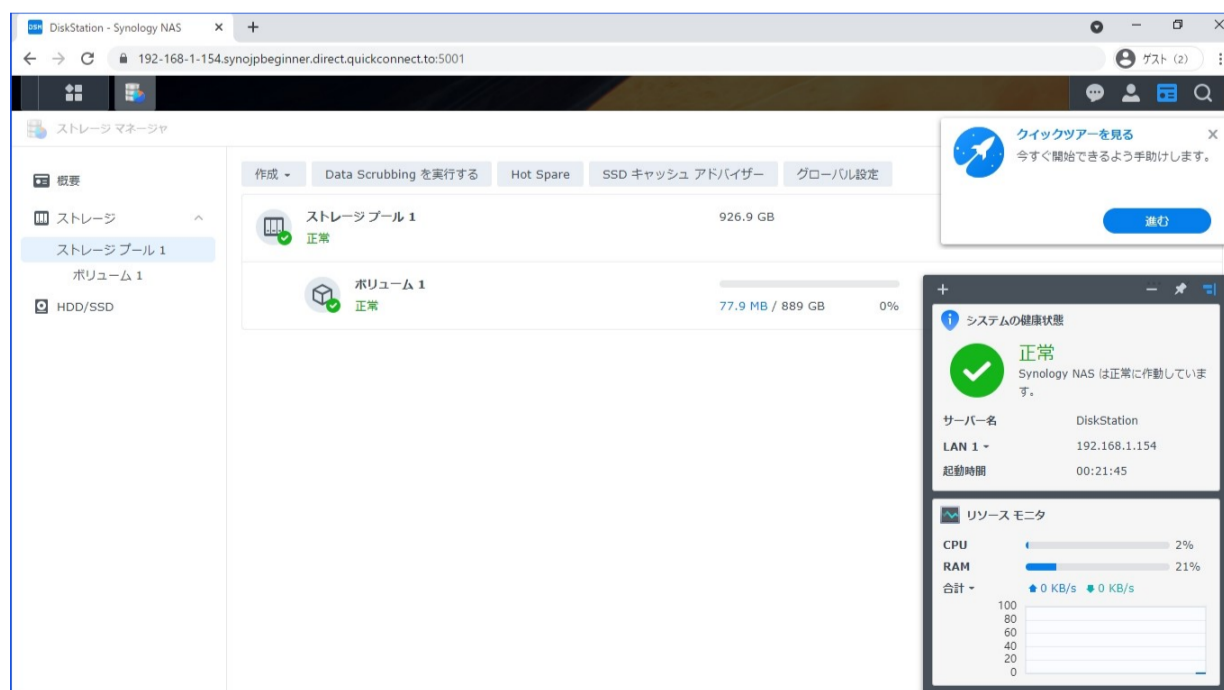 DSM DiskStation - Synology NAS
192-168-1-154.synojpbeginner.direct.quickconnect.to:5001
ゲスト (2)
ストレージ マネージャ
概要
ストレージ
ストレージ プール 1
ボリューム 1
HDD/SSD
作成 Data Scrubbing を実行する Hot Spare SSD キャッシュ アドバイザー グローバル設定
ストレージ プール 1 926.9 GB
正常
ボリューム 1
正常 77.9 MB / 889 GB 0%
クイックツアーを見る
今すぐ開始できるよう手助けします。
進む
システムの健康状態
正常
Synology NAS は正常に作動していま
す。
サーバー名 DiskStation
LAN 1 192.168.1.154
起動時間 00:21:45
リソース モニタ
CPU 2%
RAM 21%
合計 0 KB/s 0 KB/s
100
80
60
40
20
0